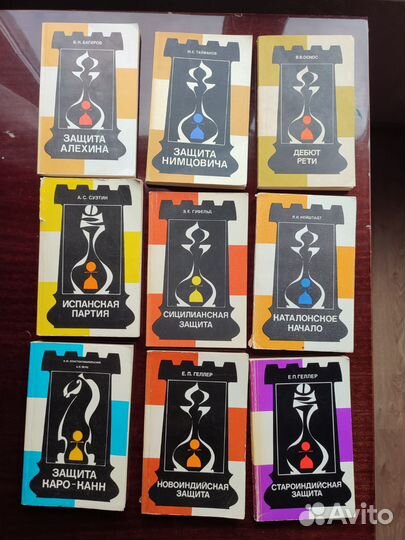 В. Н. БАГИРОВ
ЗАЩИТА
АЛЕХИНА
М. Е. ТАЙМАНОВ
ЗАЩИТА
НИМЦОВИЧА
В.В. ОСНОС
ДЕБЮТ
РЕТИ
А. С. СУЭТИН
ИСПАНСКАЯ
ПАРТИЯ
Э. Е. ГУФЕЛЬД
СИЦИЛИАНСКАЯ
ЗАЩИТА
Я. И. НЕЙШТАДТ
КАТАЛОНСКОЕ
НАЧАЛО
ЗАЩИТА
КАРО-КАНН
Е. П. ГЕЛЛЕР
НОВОИНДИЙСКАЯ
ЗАЩИТА
Е. П. ГЕЛЛЕР
СТАРОИНДИЙСКАЯ
ЗАЩИТА
Avito